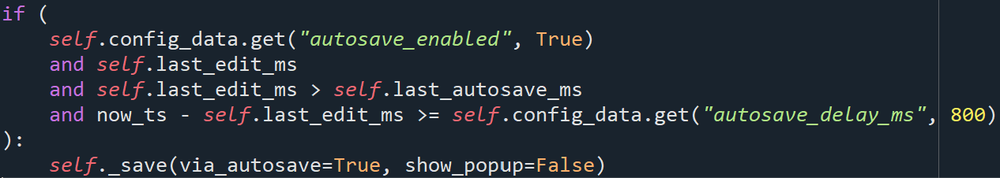 if (
    self.config_data.get("autosave_enabled", True)
    and self.last_edit_ms
    and self.last_edit_ms > self.last_autosave_ms
    and now_ts - self.last_edit_ms >= self.config_data.get("autosave_delay_ms", 800)
):
    self._save(via_autosave=True, show_popup=False)